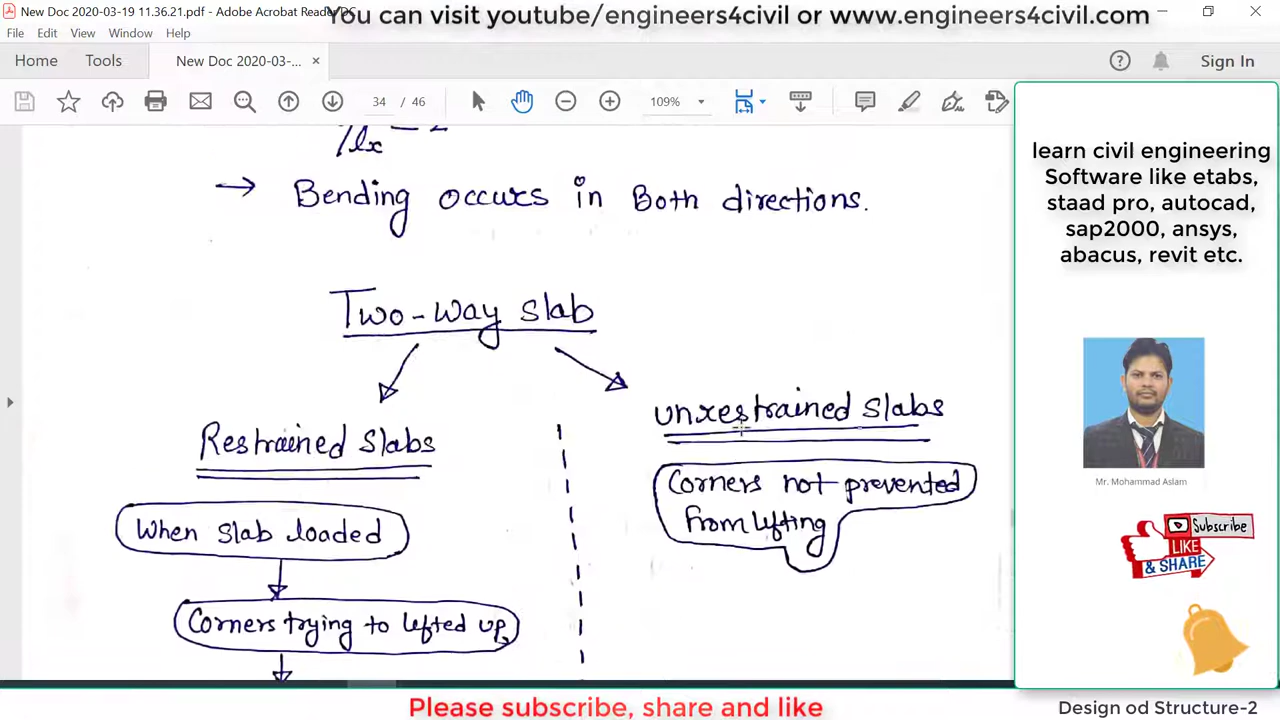 New Doc 2020-03-19 11.36.21.pdf - Adobe Acrobat Reader DC
You can visit youtube/engineers4civil or www.engineers4civil.com
File Edit View Window Help
Home Tools New Doc 2020-03-... × Sign In
34 / 46 109%
ly/lx = 2
→ Bending occurs in Both directions.
Two-Way slab
Restrained slabs
When slab loaded
Corners trying to lefted up
unrestrained slabs
Corners not prevented
from lefting
learn civil engineering
Software like etabs,
staad pro, autocad,
sap2000, ansys,
abacus, revit etc.
Mr. Mohammad Aslam
Subscribe
LIKE
& SHARE
Please subscribe, share and like
Design od Structure-2